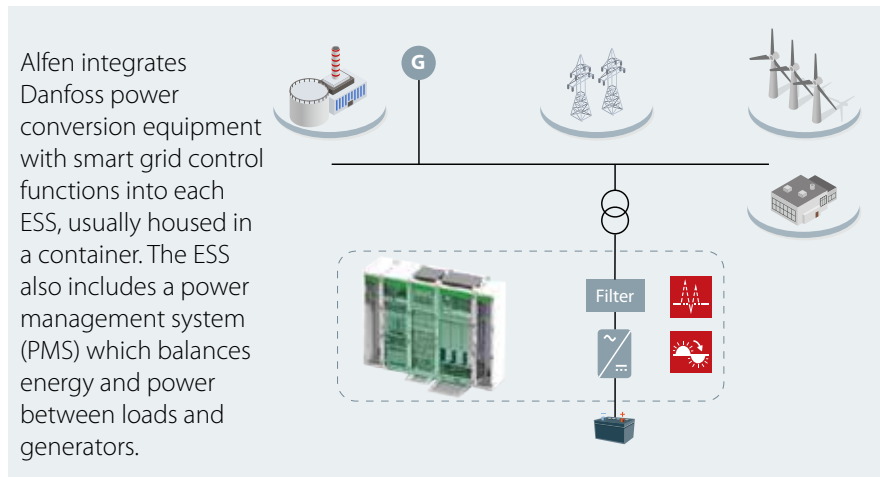 Alfen integrates
Danfoss power
conversion equipment
with smart grid control
functions into each
ESS, usually housed in
a container. The ESS
also includes a power
management system
(PMS) which balances
energy and power
between loads and
generators.
G
Filter